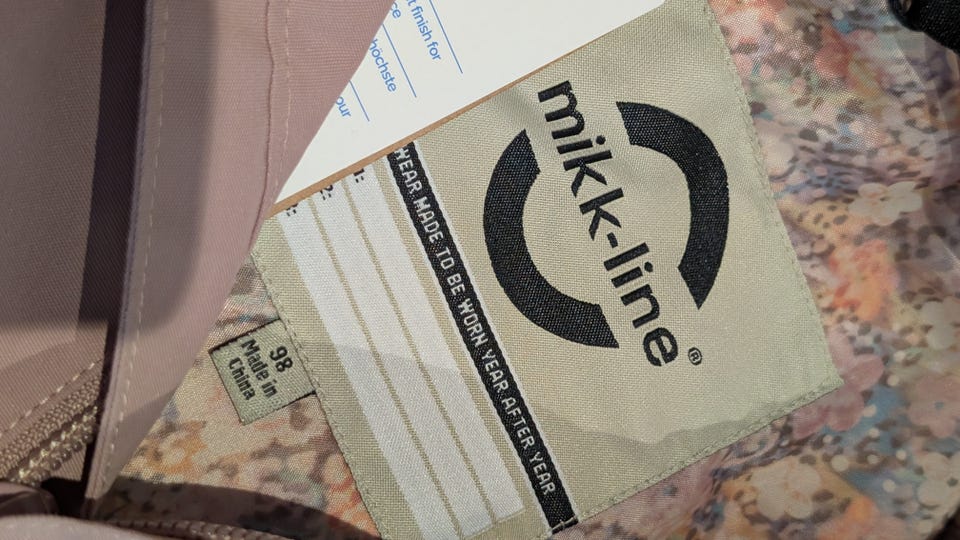 t finish for
ce
höchste
our
mikk-line®
WEAR MADE TO BE WORN YEAR AFTER YEAR
1:
2:
3:
98
Made in
China